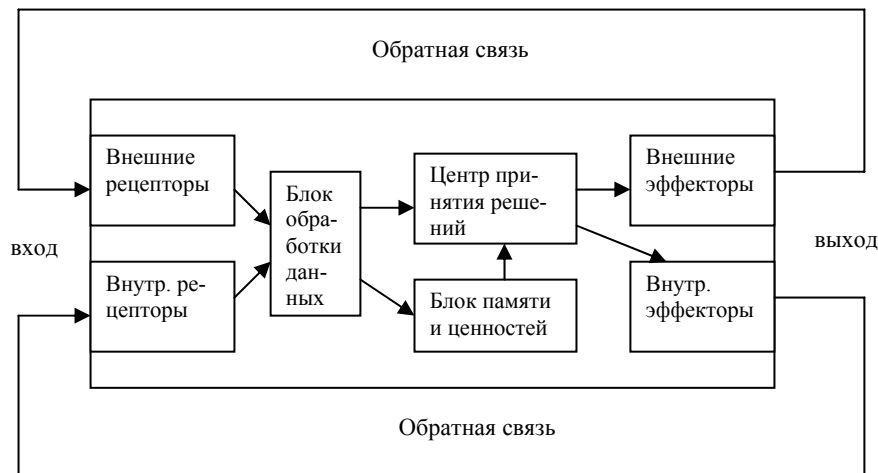 Обратная связь
Внешние
рецепторы
Блок
обра-
ботки
дан-
ных
Центр при-
нятия реше-
ний
Внешние
эффекторы
вход
выход
Внутр. ре-
цепторы
Блок памяти
и ценностей
Внутр.
эффекторы
Обратная связь